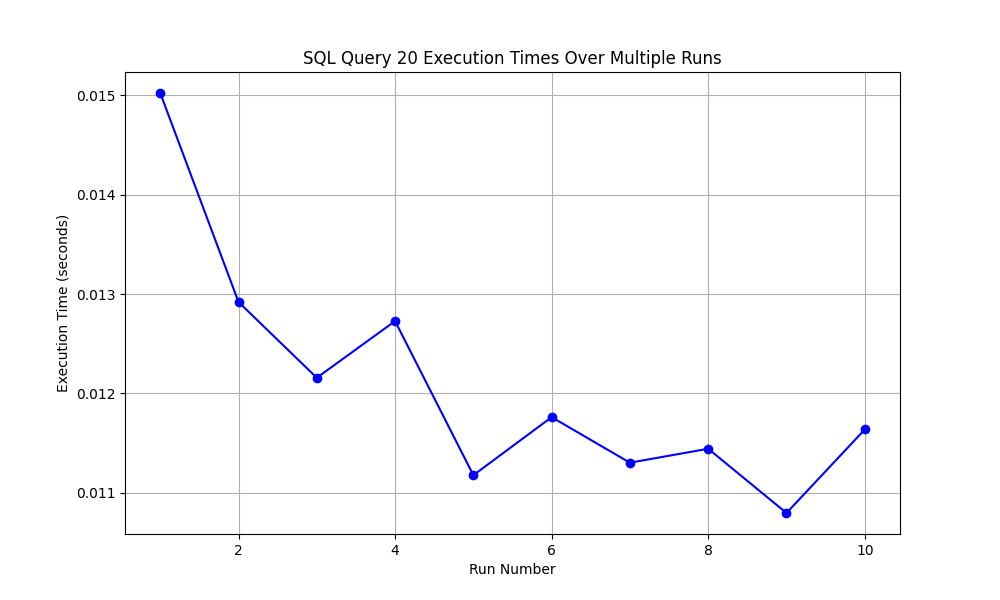 SQL Query 20 Execution Times Over Multiple Runs
Execution Time (seconds)
0.015
0.014
0.013
0.012
0.011
2 4 6 8 10
Run Number